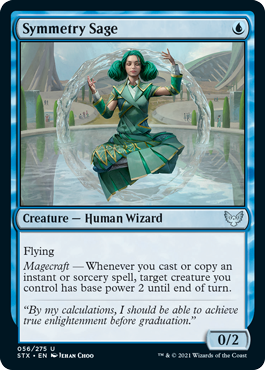 Symmetry Sage
Creature — Human Wizard
Flying
Magecraft — Whenever you cast or copy an
instant or sorcery spell, target creature you
control has base power 2 until end of turn.
“By my calculations, I should be able to achieve
true enlightenment before graduation.”
0/2
056/275 U
STX • EN Jehan Choo
™ & © 2021 Wizards of the Coast